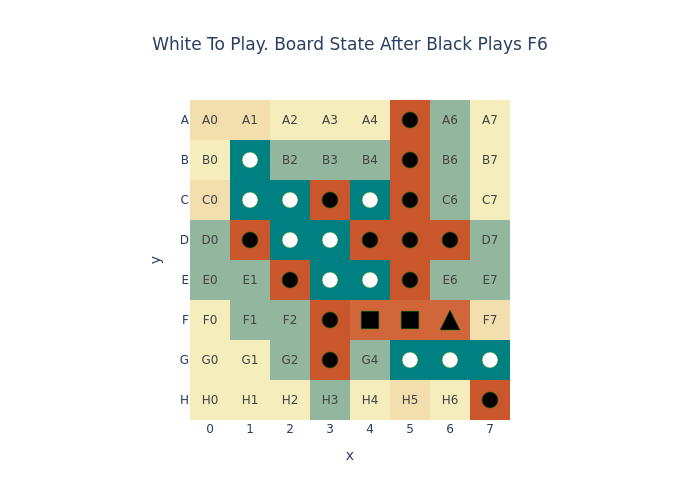 White To Play. Board State After Black Plays F6
A A0 A1 A2 A3 A4 A6 A7
B B0 B2 B3 B4 B6 B7
C C0 C6 C7
D D0 D7
E E0 E1 E6 E7
F F0 F1 F2 F7
G G0 G1 G2 G4
H H0 H1 H2 H3 H4 H5 H6
0 1 2 3 4 5 6 7
x
y